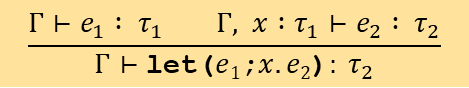 Γ ⊢ e₁ : τ₁ Γ, x : τ₁ ⊢ e₂ : τ₂
Γ ⊢ let(e₁;x.e₂): τ₂